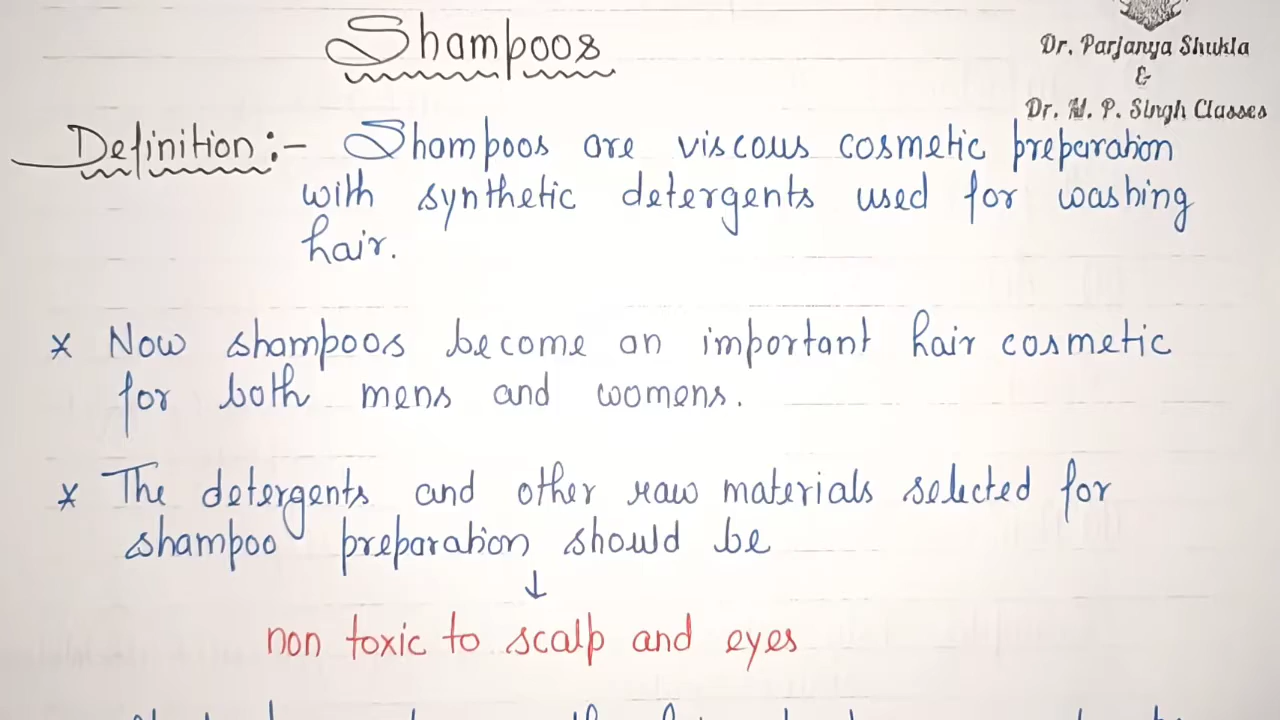 Shampoos
Dr. Parjanya Shukla
&
Dr. M. P. Singh Classes
Definition :- Shampoos are viscous cosmetic preparation
with synthetic detergents used for washing
hair.
* Now shampoos become an important hair cosmetic
for both mens and womens.
* The detergents and other raw materials selected for
shampoo preparation should be
↓
non toxic to scalp and eyes